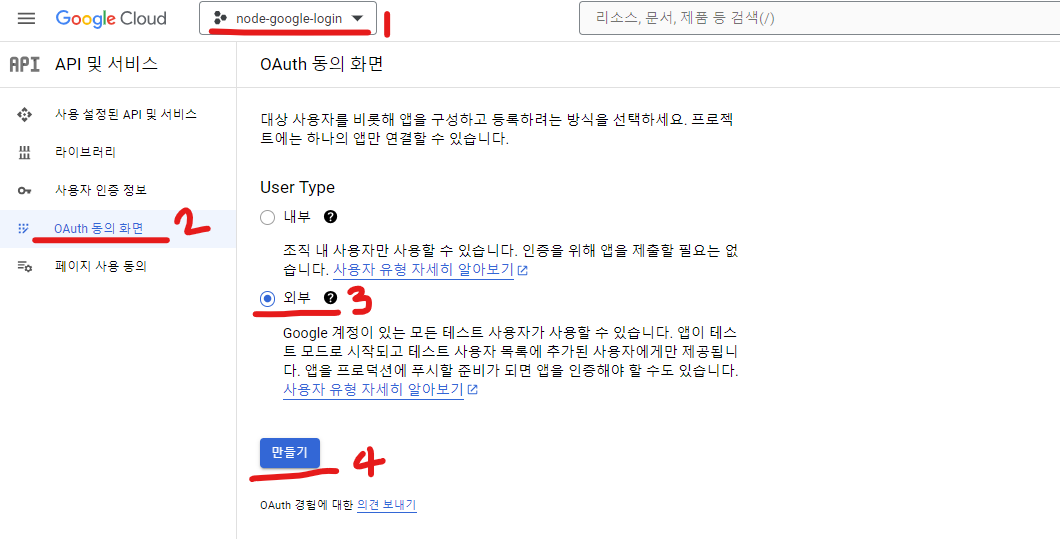 Google Cloud
node-google-login
1
리소스, 문서, 제품 등 검색(/)
API
API 및 서비스
OAuth 동의 화면
사용 설정된 API 및 서비스
라이브러리
사용자 인증 정보
OAuth 동의 화면
2
페이지 사용 동의
대상 사용자를 비롯해 앱을 구성하고 등록하려는 방식을 선택하세요. 프로젝
트에는 하나의 앱만 연결할 수 있습니다.
User Type
내부
조직 내 사용자만 사용할 수 있습니다. 인증을 위해 앱을 제출할 필요는 없
습니다. 사용자 유형 자세히 알아보기
외부
3
Google 계정이 있는 모든 테스트 사용자가 사용할 수 있습니다. 앱이 테스
트 모드로 시작되고 테스트 사용자 목록에 추가된 사용자에게만 제공됩니
다. 앱을 프로덕션에 푸시할 준비가 되면 앱을 인증해야 할 수도 있습니다.
사용자 유형 자세히 알아보기
만들기
4
OAuth 경험에 대한 의견 보내기